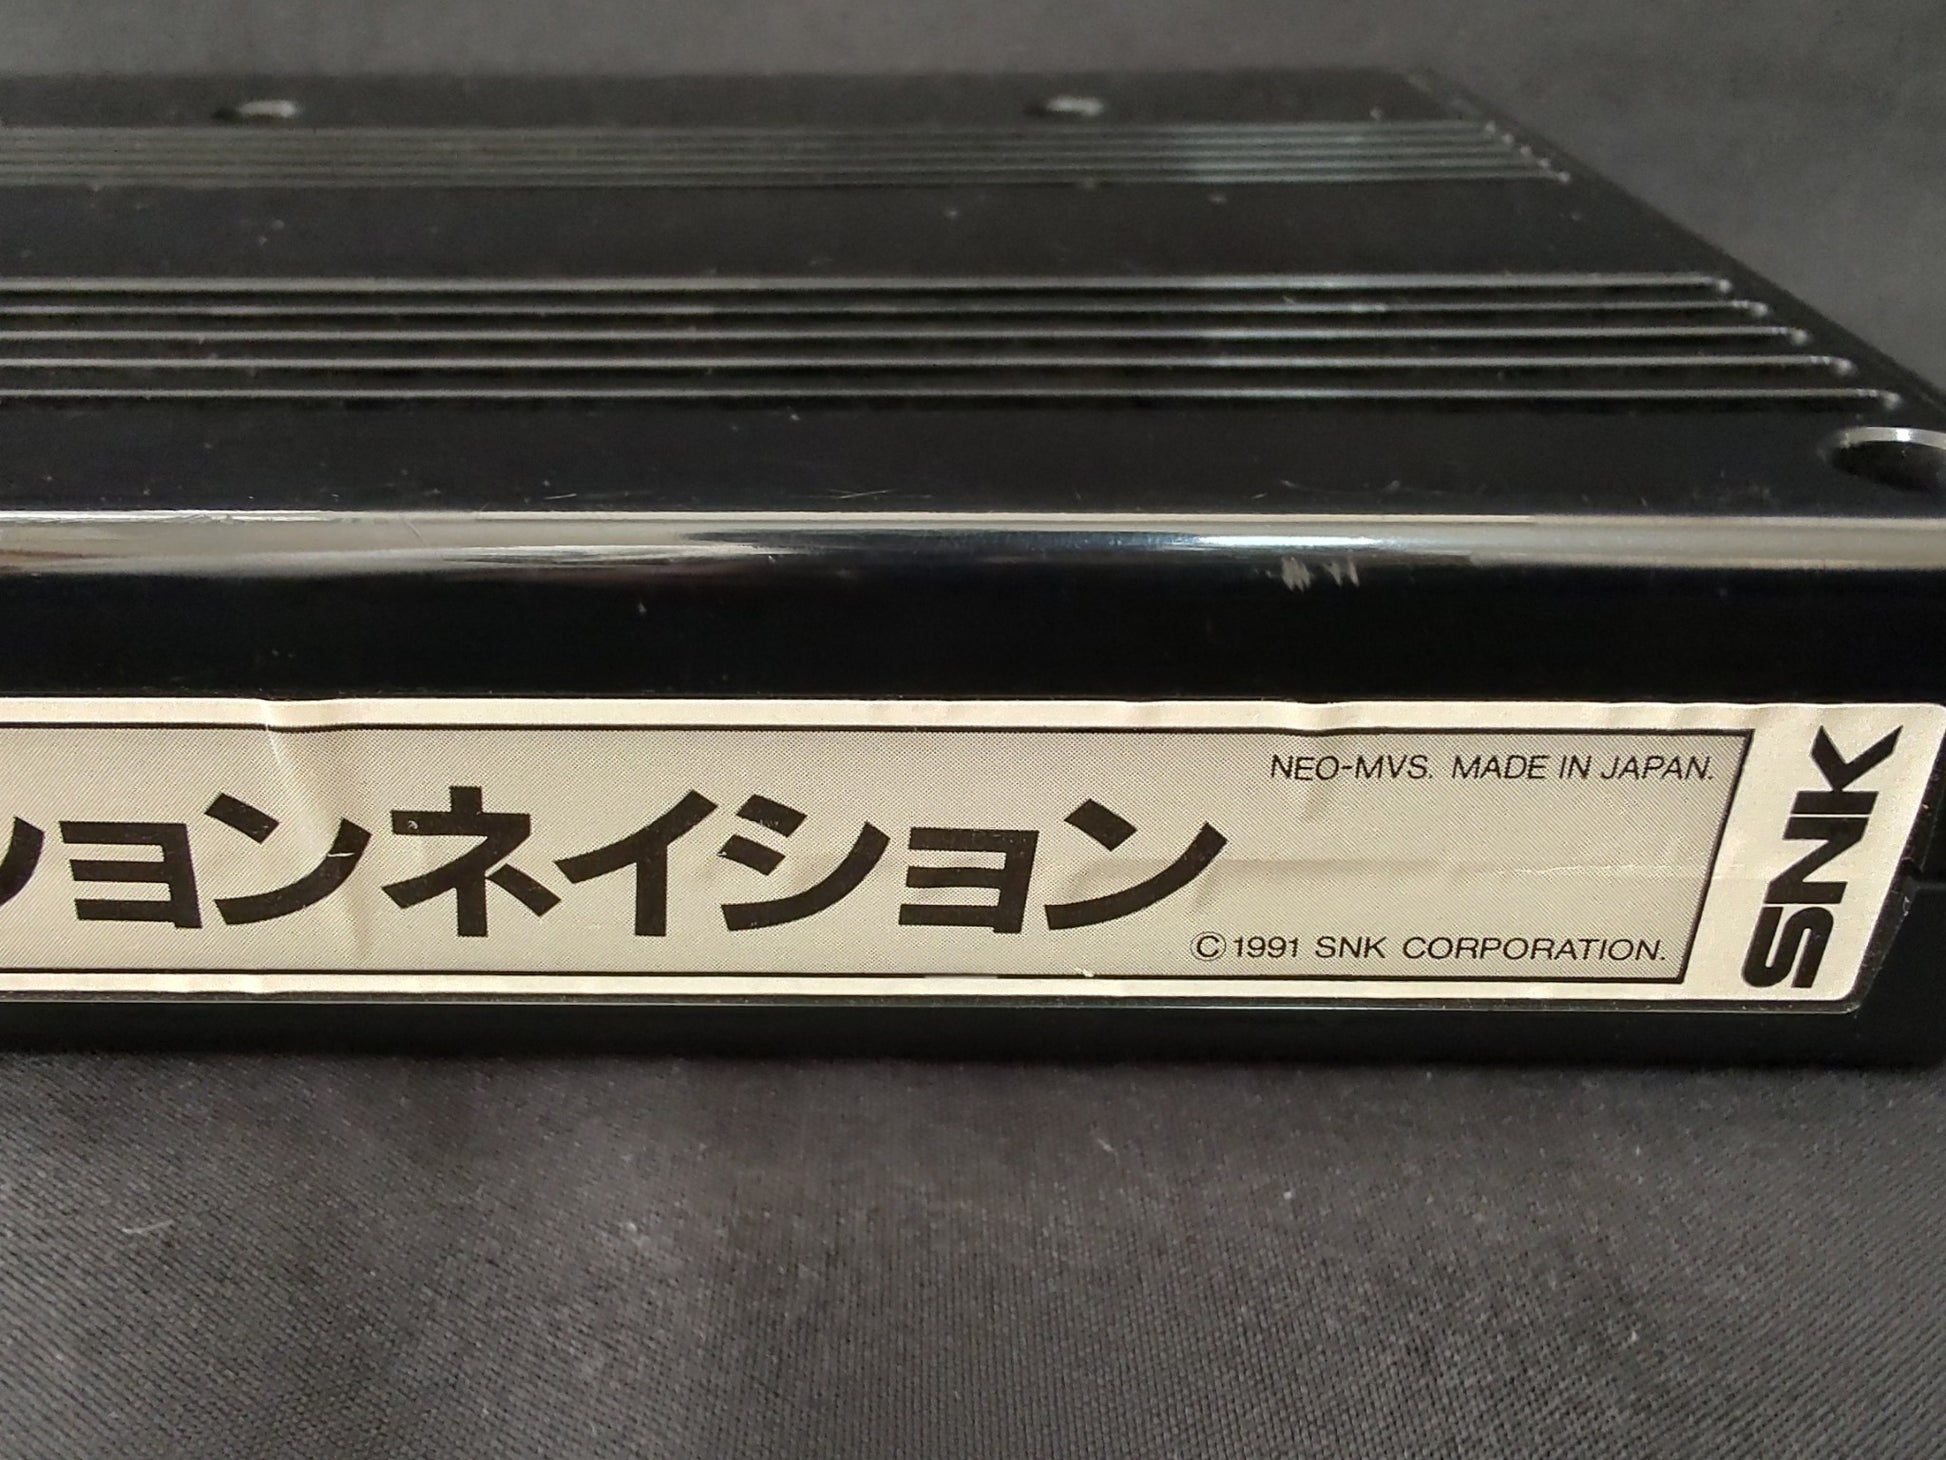 NEO-MVS. MADE IN JAPAN.
ションネイション
© 1991 SNK CORPORATION.
SNK